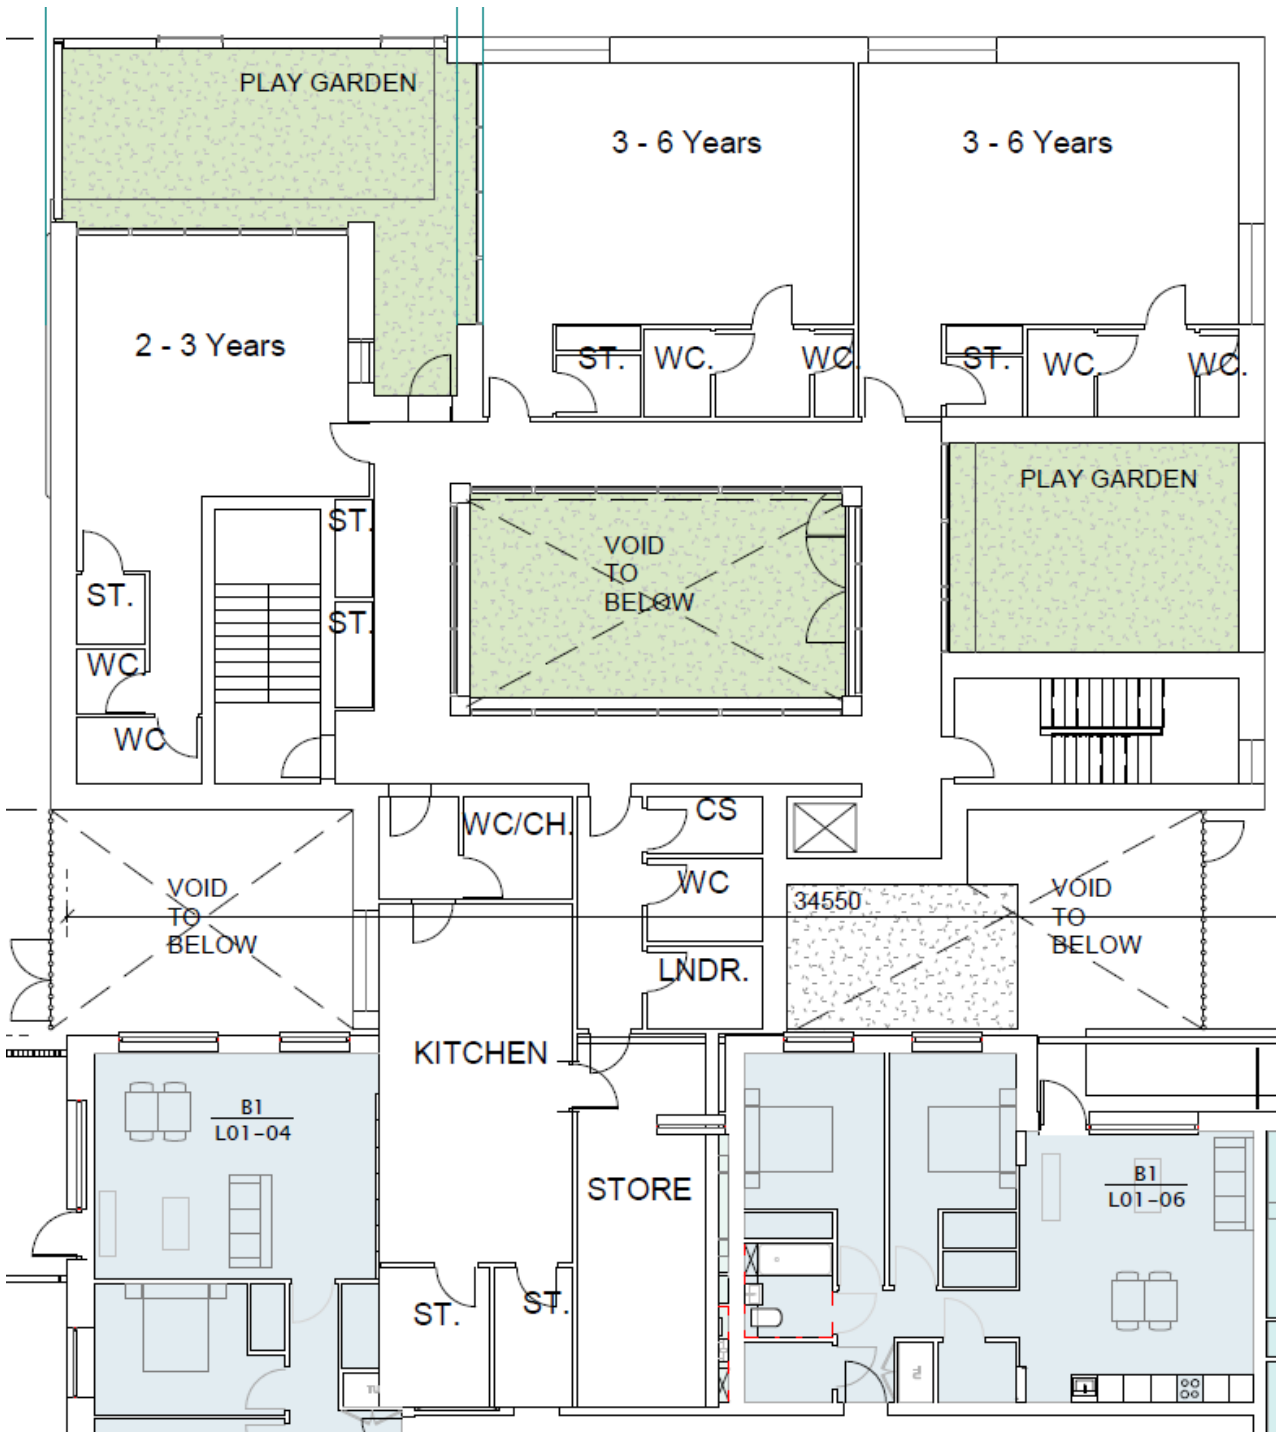 PLAY GARDEN
3 - 6 Years
3 - 6 Years
2 - 3 Years
ST.
WC.
WC.
ST.
WC.
WC.
PLAY GARDEN
ST.
VOID
TO
BELOW
ST.
ST.
WC.
WC
WC/CH.
CS
WC
LNDR.
VOID
TO
BELOW
34550
VOID
TO
BELOW
KITCHEN
B1
L01-04
STORE
B1
L01-06
ST.
ST.
TU
TU